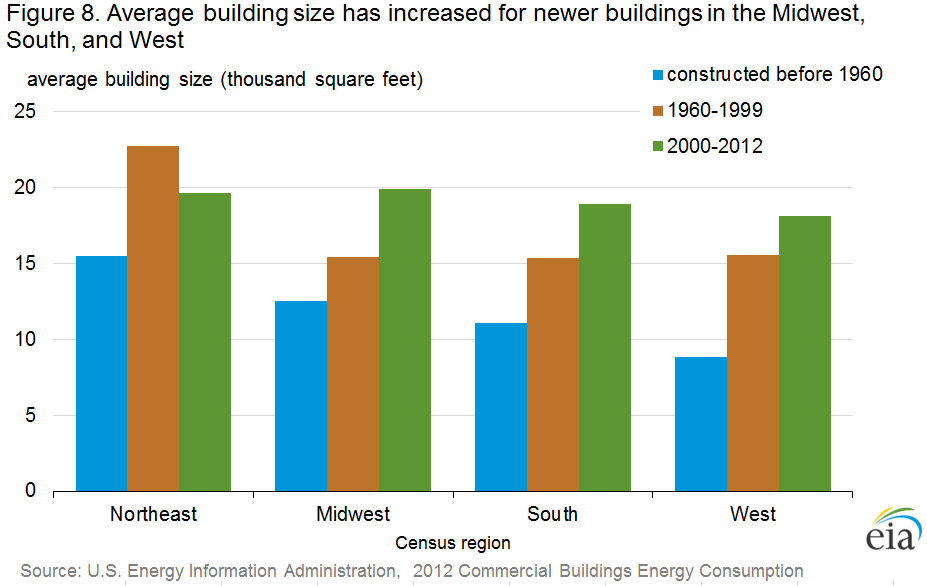 Figure 8. Average building size has increased for newer buildings in the Midwest,
South, and West
average building size (thousand square feet)
constructed before 1960
1960-1999
2000-2012
25
20
15
10
5
0
Northeast Midwest South West
Census region
eia
Source: U.S. Energy Information Administration, 2012 Commercial Buildings Energy Consumption